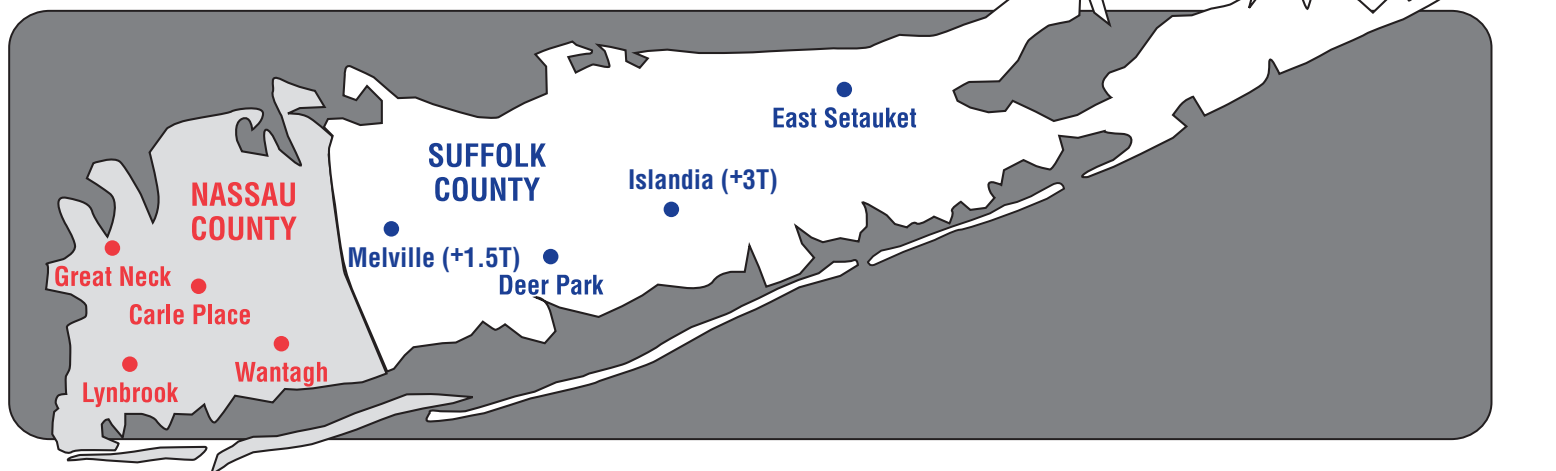 NASSAU
COUNTY
Great Neck
Carle Place
Wantagh
Lynbrook
SUFFOLK
COUNTY
Melville (+1.5T)
Deer Park
Islandia (+3T)
East Setauket